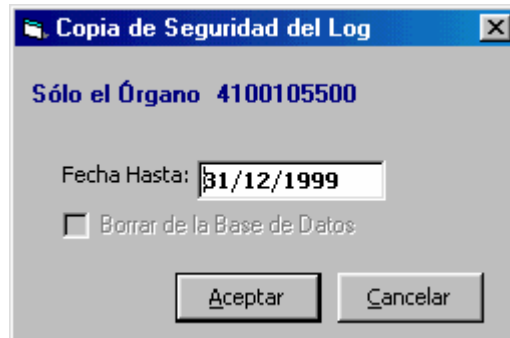 Copia de Seguridad del Log
Sólo el Órgano 4100105500
Fecha Hasta: 31/12/1999
Borrar de la Base de Datos
Aceptar Cancelar